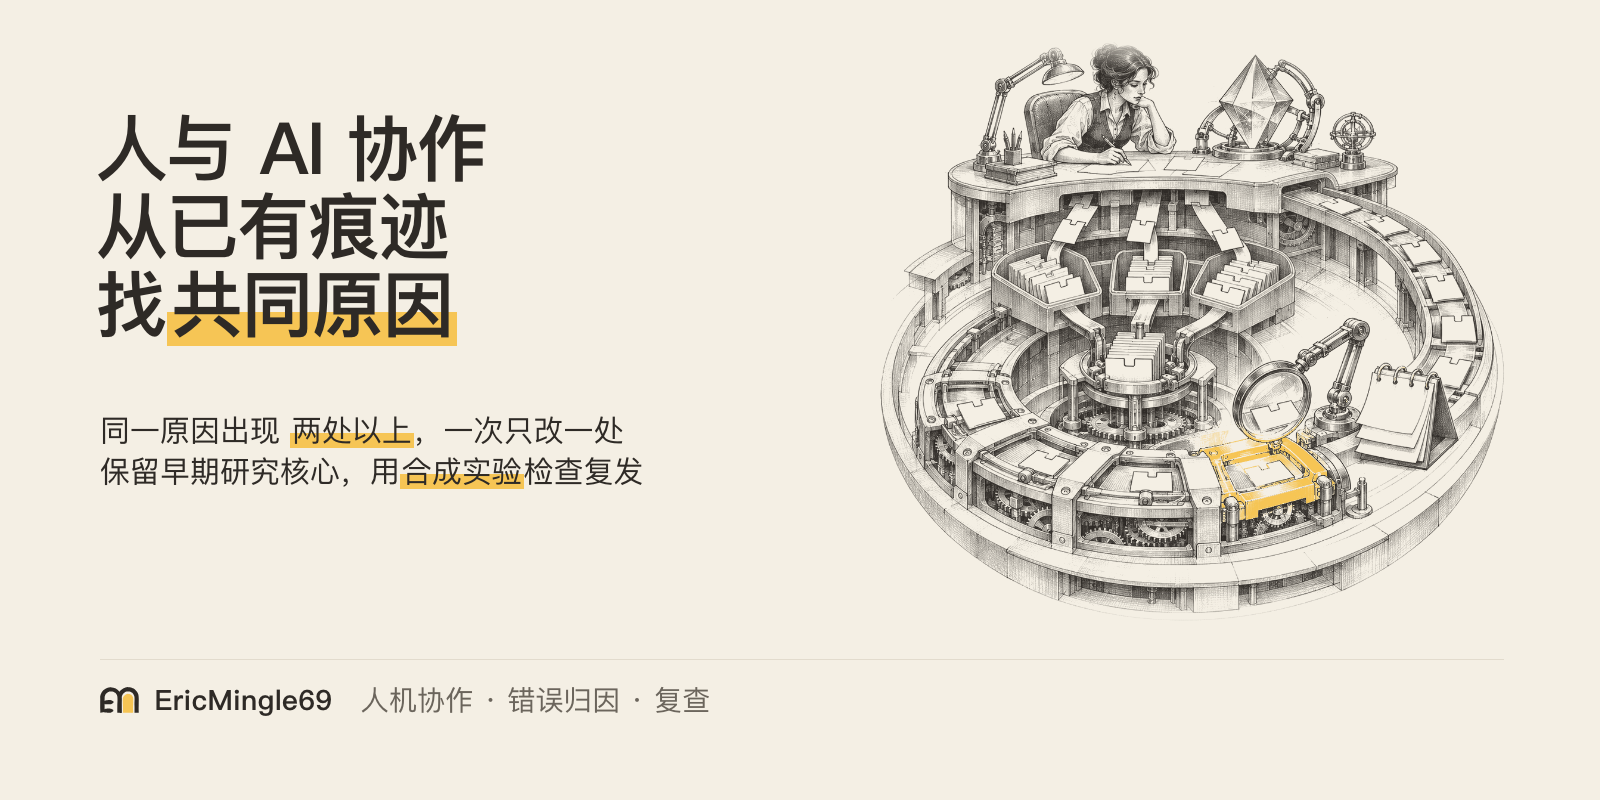 人与 AI 协作
从已有痕迹
找共同原因
同一原因出现 两处以上，一次只改一处
保留早期研究核心，用合成实验检查复发
EricMingle69 人机协作 · 错误归因 · 复查